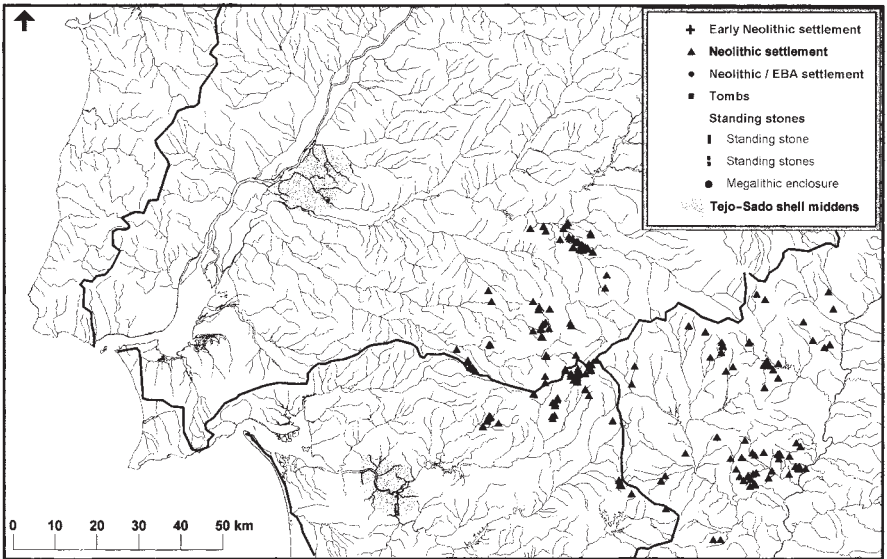 Early Neolithic settlement
Neolithic settlement
Neolithic / EBA settlement
Tombs
Standing stones
Standing stone
Standing stones
Megalithic enclosure
Tejo-Sado shell middens
0 10 20 30 40 50 km